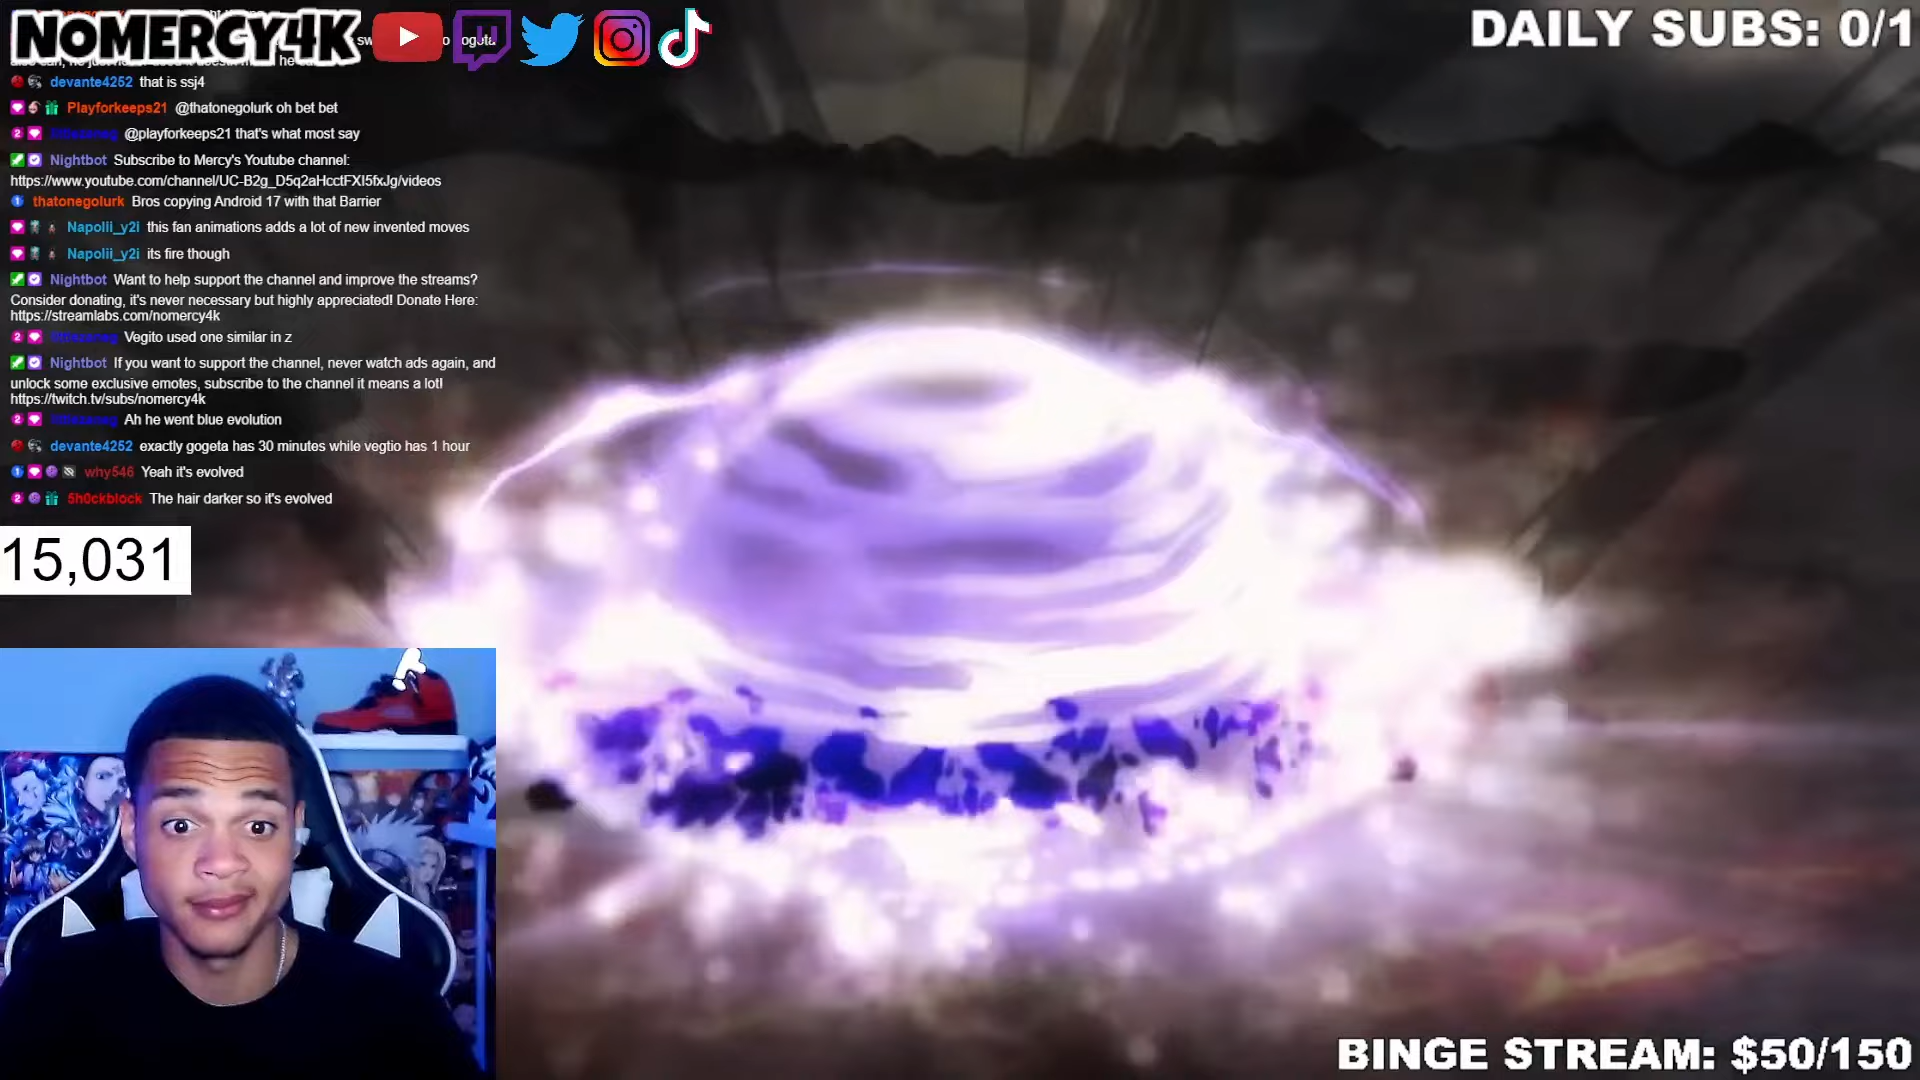 NOMERCY4K
DAILY SUBS: 0/1
devante4252 that is ssj4
Playforkeeps21 @thatonegolurk oh bet bet
@playforkeeps21 that's what most say
Nightbot Subscribe to Mercy's Youtube channel:
https://www.youtube.com/channel/UC-B2g_D5q2aHcctFXI5fxJg/videos
thatonegolurk Bros copying Android 17 with that Barrier
Napolii_y2i this fan animations adds a lot of new invented moves
Napolii_y2i its fire though
Nightbot Want to help support the channel and improve the streams?
Consider donating, it's never necessary but highly appreciated! Donate Here:
https://streamlabs.com/nomercy4k
Vegito used one similar in z
Nightbot If you want to support the channel, never watch ads again, and
unlock some exclusive emotes, subscribe to the channel it means a lot!
https://twitch.tv/subs/nomercy4k
Ah he went blue evolution
devante4252 exactly gogeta has 30 minutes while vegtio has 1 hour
why546 Yeah it's evolved
5h0ckblock The hair darker so it's evolved
15,031
BINGE STREAM: $50/150